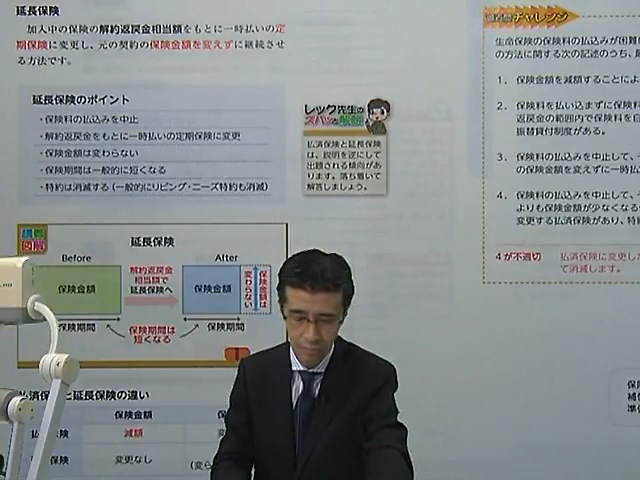 延長保険
加入中の保険の解約返戻金相当額をもとに一時払いの定
期保険に変更し、元の契約の保険金額を変えずに継続させ
る方法です。
延長保険のポイント
・保険料の払込みを中止
・解約返戻金をもとに一時払いの定期保険に変更
・保険金額は変わらない
・保険期間は一般的に短くなる
・特約は消滅する（一般的にリビング・ニーズ特約も消滅）
レック先生の
ズバッと解説
払済保険と延長保険
は、説明を逆にして
出題される傾向があ
ります。落ち着いて
解答しましょう。
図解
延長保険
Before
After
保険金額
解約返戻金
相当額で
延長保険へ
保険金額
保険金額は
変わらない
保険期間
保険期間は
短くなる
保険期間
保険と延長保険の違い
保険金額
減額
保険
変更なし
チャレンジ
生命保険の保険料の払込みが困難
の方法に関する次の記述のうち、
1. 保険金額を減額することによ
2. 保険料を払い込まずに保険
返戻金の範囲内で保険料を自
振替貸付制度がある。
3. 保険料の払込みを中止して、
の保険金額を変えずに一時払
4. 保険料の払込みを中止して、
よりも保険金額が少なくなる
変更する払済保険があり、特
4が不適切
払済保険に変更した
て消滅します。